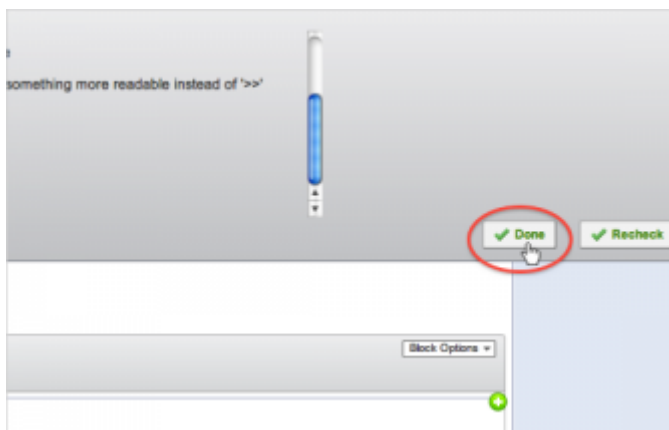 something more readable instead of '>>'
Done
Recheck
Block Options